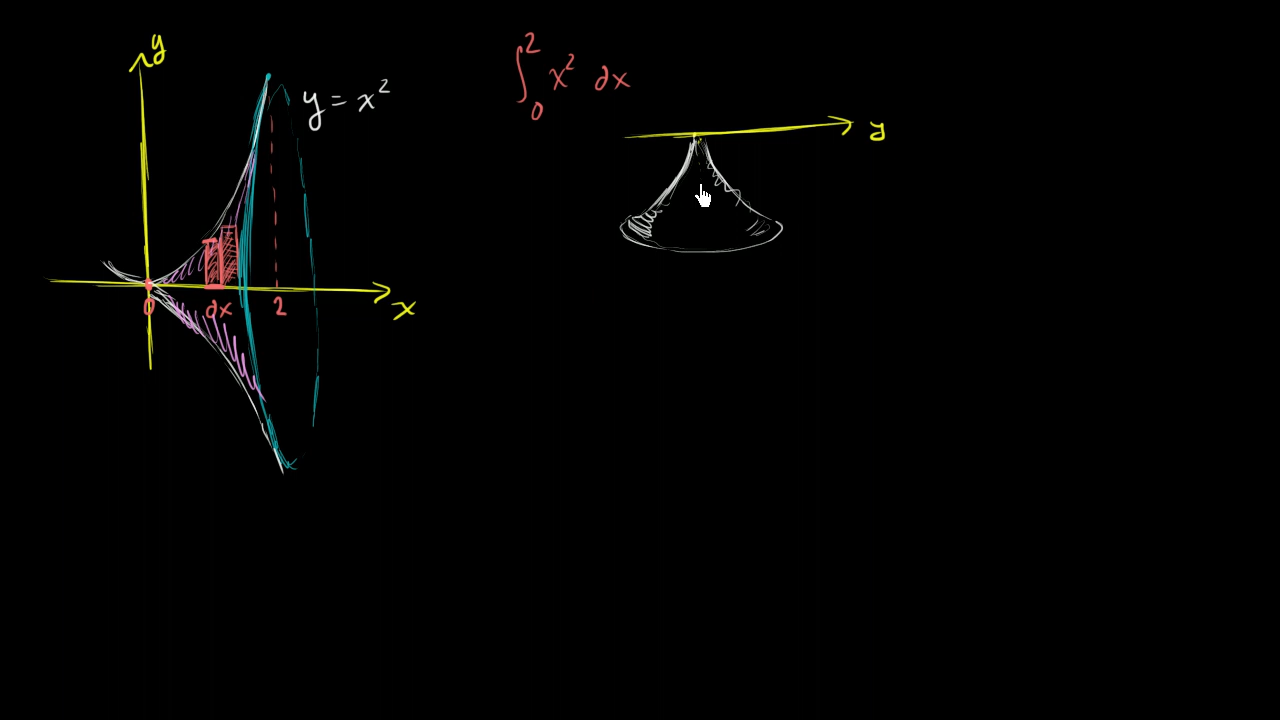 y
y = x²
0
dx
2
x
∫₀² x² dx
y